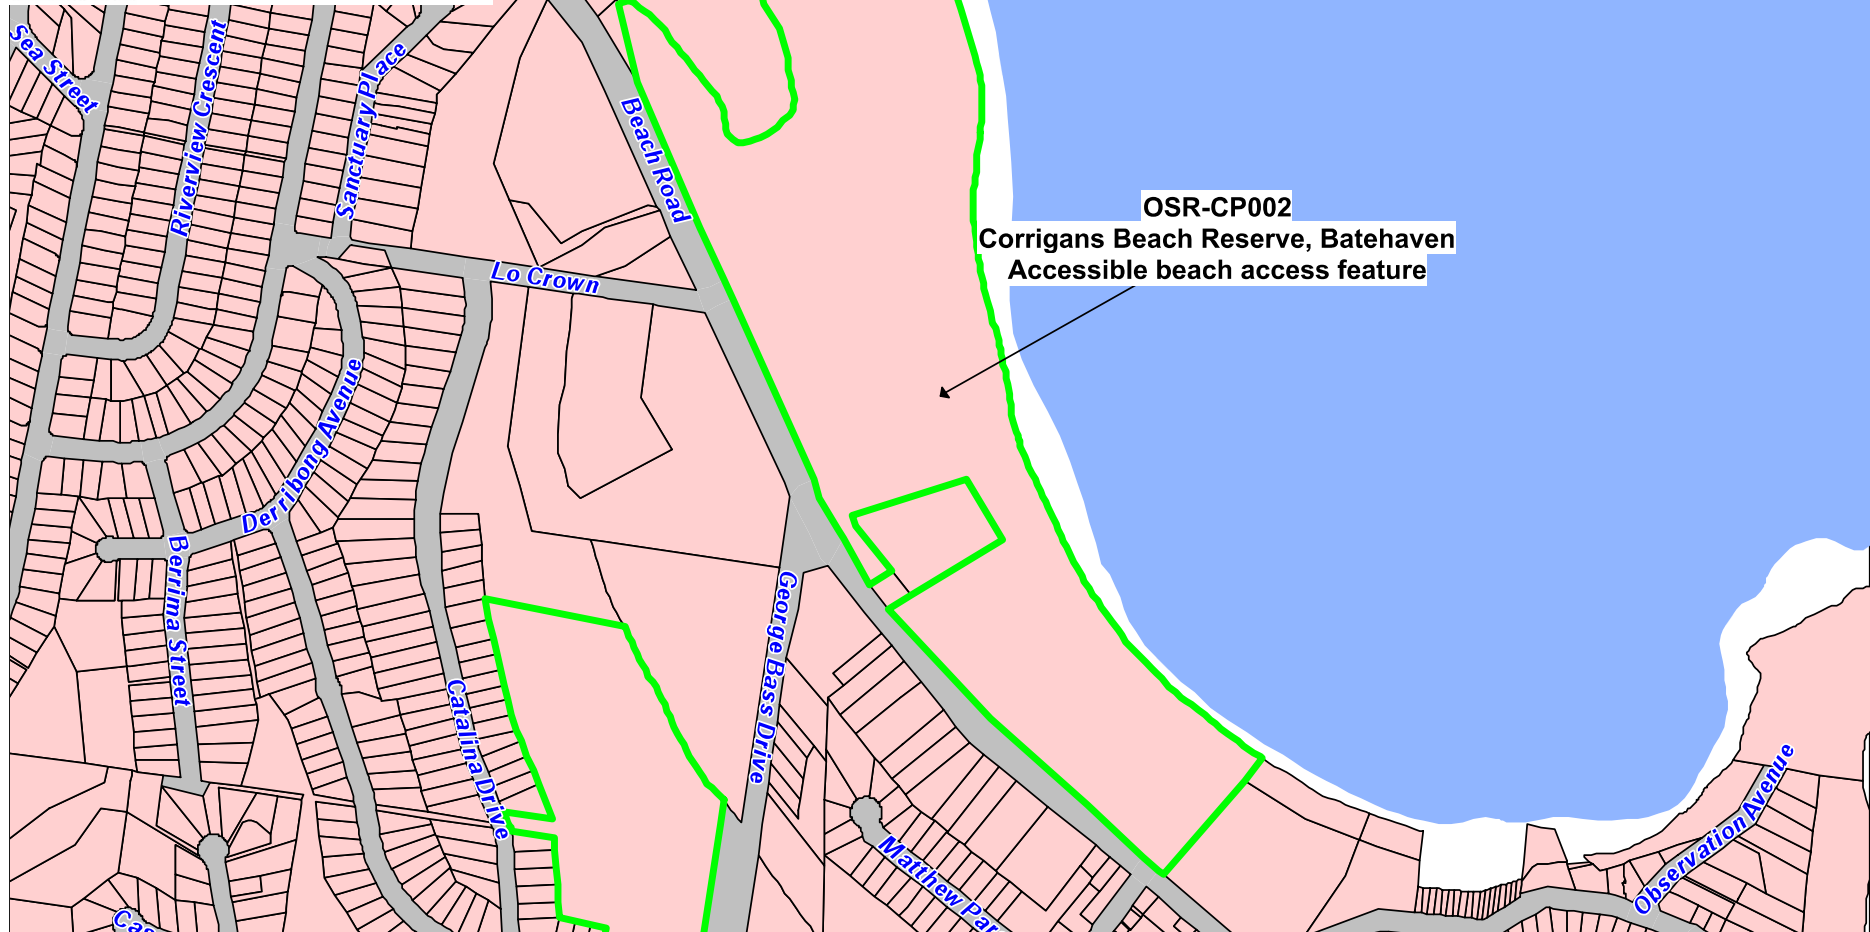 Sea Street
Riverview Crescent
Sanctuary Place
Beach Road
OSR-CP002
Corrigans Beach Reserve, Batehaven
Accessible beach access feature
Lo Crown
Derribong Avenue
Berrima Street
George Bass Drive
Catalina Drive
Matthew Par
Observation Avenue
Cas